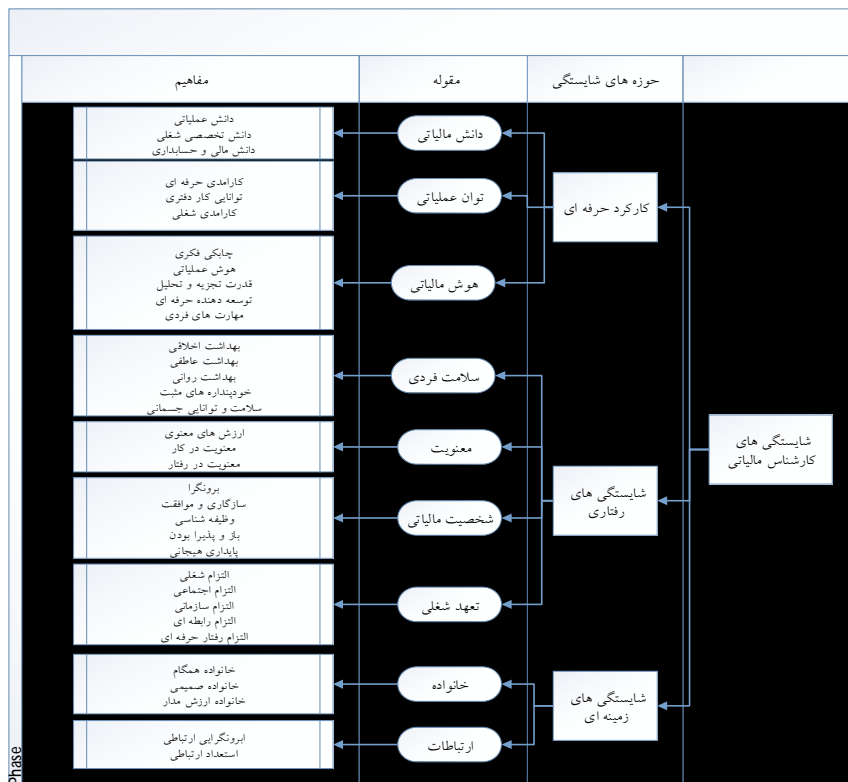 حوزه های شایستگی
مقوله
مفاهیم
شایستگی های
کارشناس مالیاتی
کارکرد حرفه ای
دانش مالیاتی
دانش عملیاتی
دانش تخصصی شغلی
دانش مالی و حسابداری
توان عملیاتی
کارامدی حرفه ای
توانایی کار دفتری
کارامدی شغلی
هوش مالیاتی
چابکی فکری
هوش عملیاتی
قدرت تجزیه و تحلیل
توسعه دهنده حرفه ای
مهارت های فردی
شایستگی های
رفتاری
سلامت فردی
بهداشت اخلاقی
بهداشت عاطفی
بهداشت روانی
خودپنداره های مثبت
سلامت و توانایی جسمانی
معنویت
ارزش های معنوی
معنویت در کار
معنویت در رفتار
شخصیت مالیاتی
برونگرا
سازگاری و موافقت
وظیفه شناسی
باز و پذیرا بودن
پایداری هیجانی
تعهد شغلی
التزام شغلی
التزام اجتماعی
التزام سازمانی
التزام رابطه ای
التزام رفتار حرفه ای
شایستگی های
زمینه ای
خانواده
خانواده همگام
خانواده صمیمی
خانواده ارزش مدار
ارتباطات
ابرونگرایی ارتباطی
استعداد ارتباطی
Phase